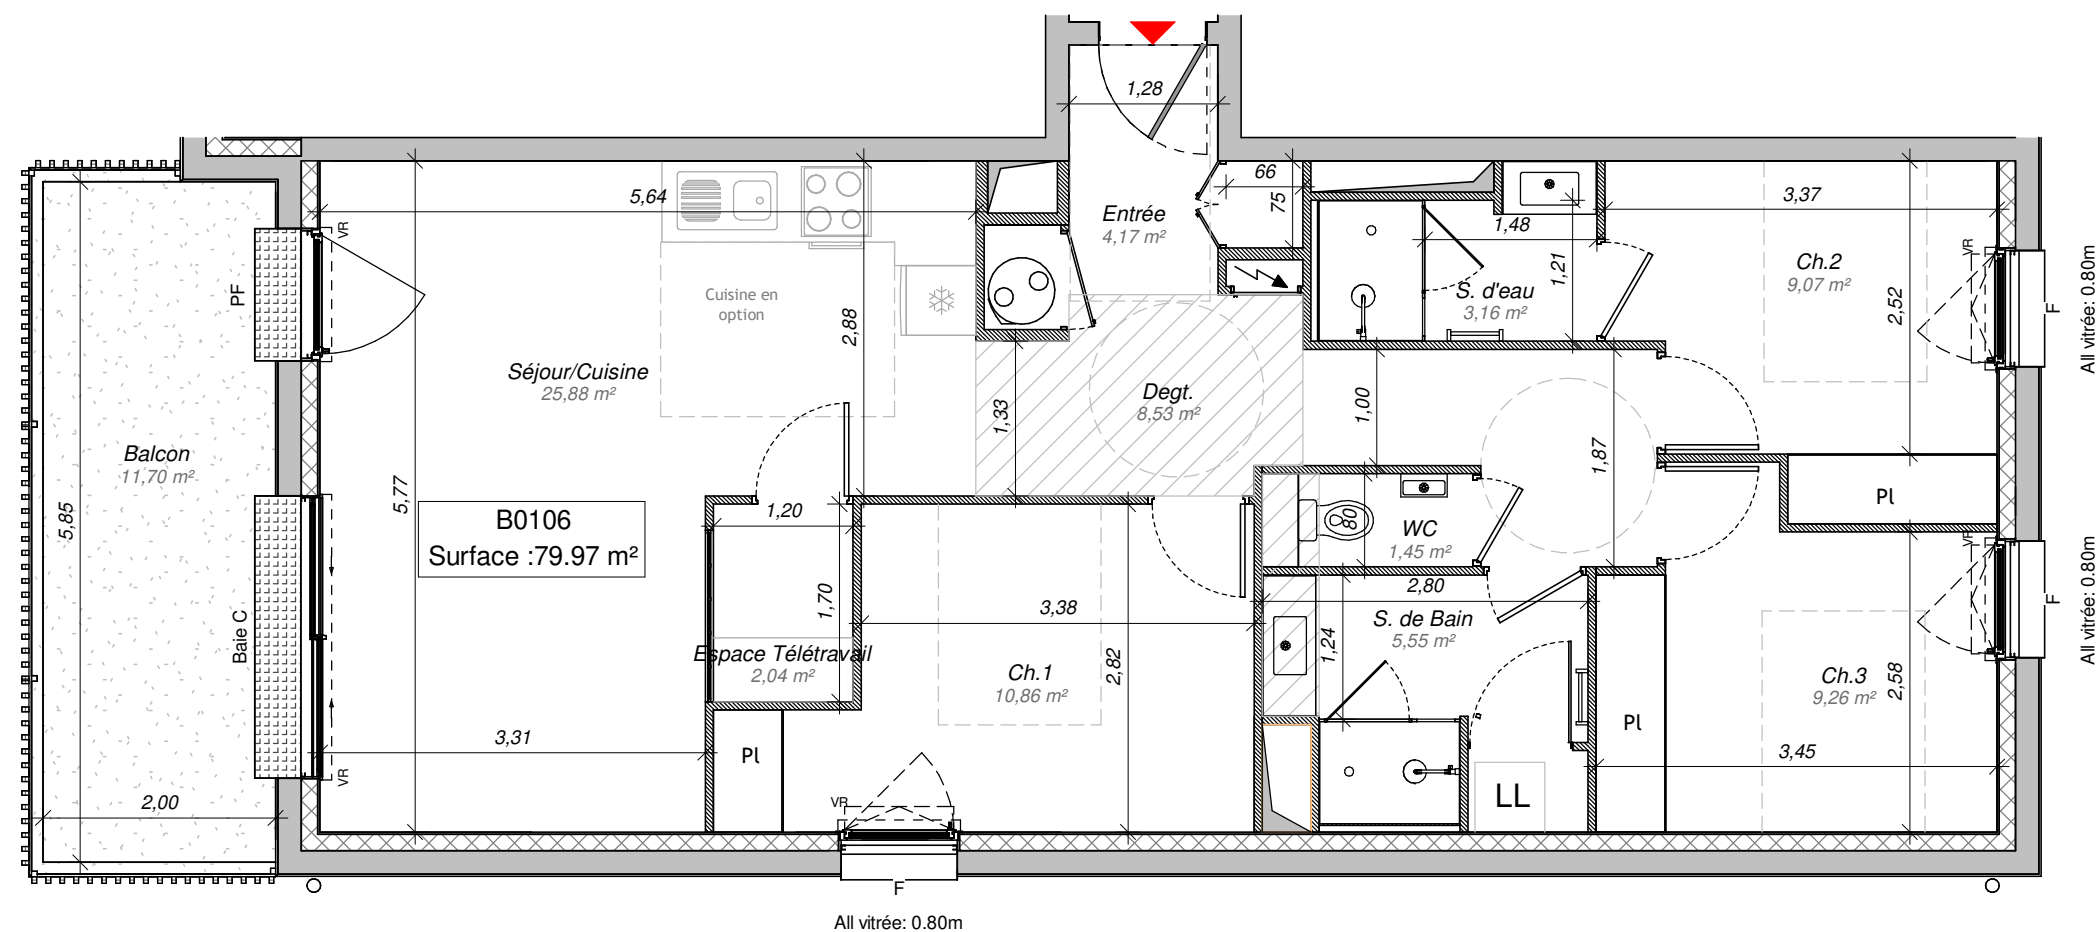 1,28
5,64
66
75
3,37
Entrée
4,17 m²
1,48
1,21
VR
VR
PF
Cuisine en
option
2,88
S. d'eau
3,16 m²
Ch.2
9,07 m²
2,52
F
All vitrée: 0.80m
Séjour/Cuisine
25,88 m²
1,33
Degt.
8,53 m²
1,00
1,87
Balcon
11,70 m²
5,85
5,77
B0106
Surface :79.97 m²
1,20
80
WC
1,45 m²
Pl
VR
F
All vitrée: 0.80m
Baie C
1,70
3,38
2,80
S. de Bain
5,55 m²
1,24
Espace Télétravail
2,04 m²
Ch.1
10,86 m²
2,82
Ch.3
9,26 m²
2,58
3,31
Pl
Pl
3,45
VR
2,00
VR
LL
F
All vitrée: 0.80m